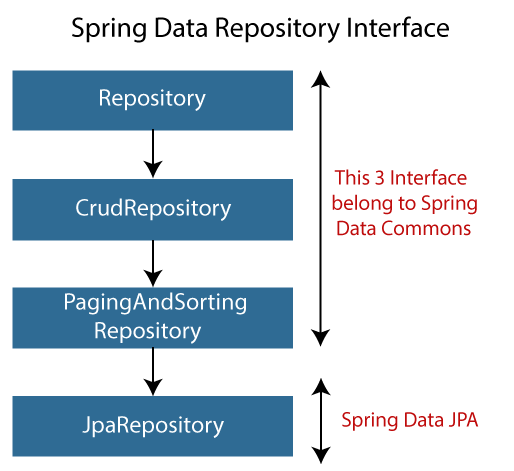 Spring Data Repository Interface
Repository
CrudRepository
PagingAndSorting
Repository
JpaRepository
This 3 Interface
belong to Spring
Data Commons
Spring Data JPA